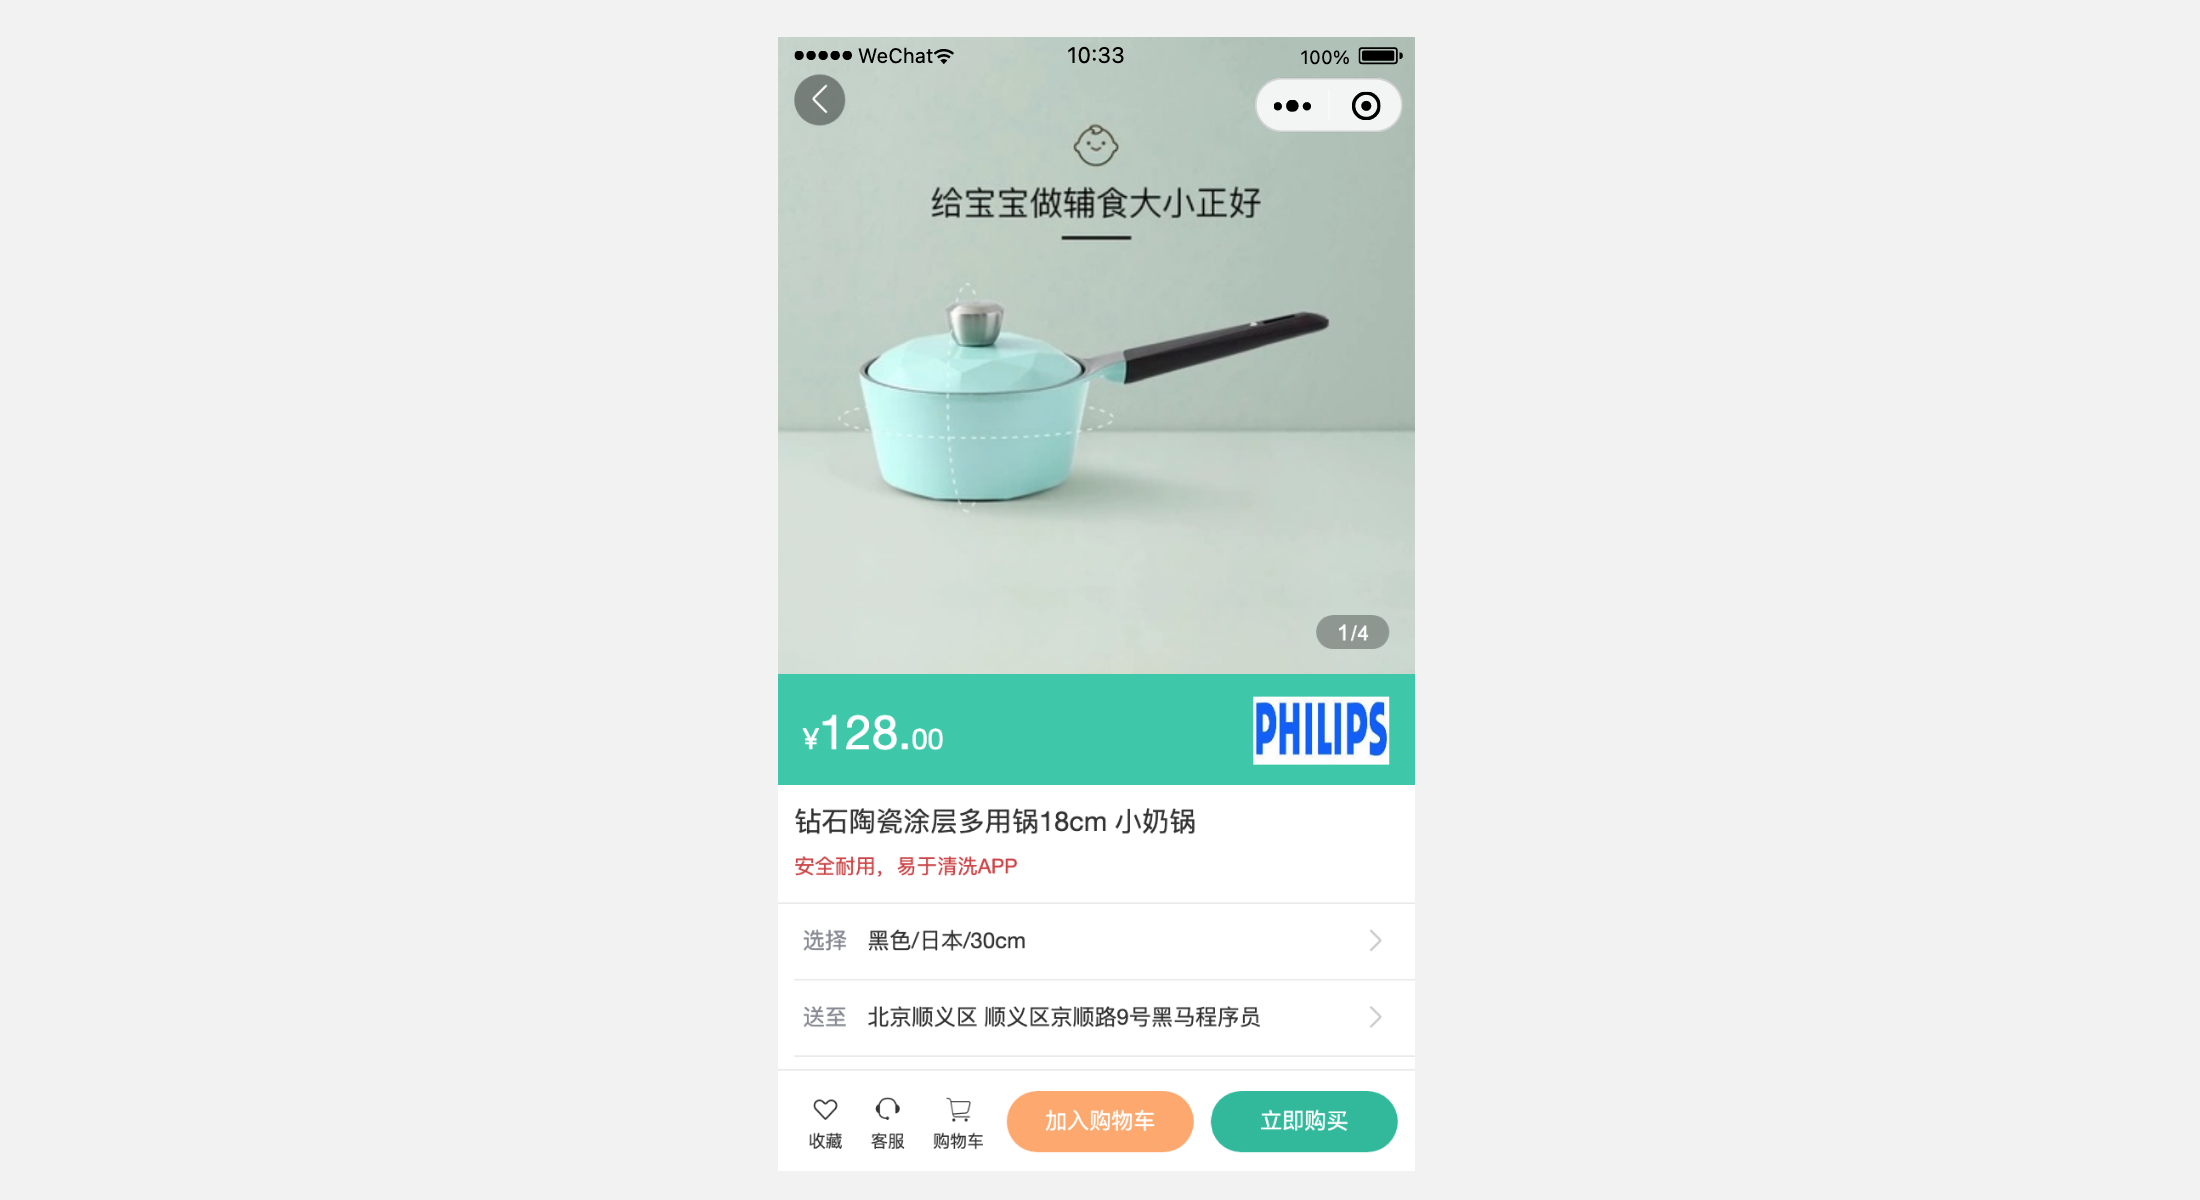 WeChat
10:33
100%
给宝宝做辅食大小正好
1/4
¥128.00
PHILIPS
钻石陶瓷涂层多用锅18cm 小奶锅
安全耐用，易于清洗APP
选择 黑色/日本/30cm
送至 北京顺义区 顺义区京顺路9号黑马程序员
收藏 客服 购物车 加入购物车 立即购买